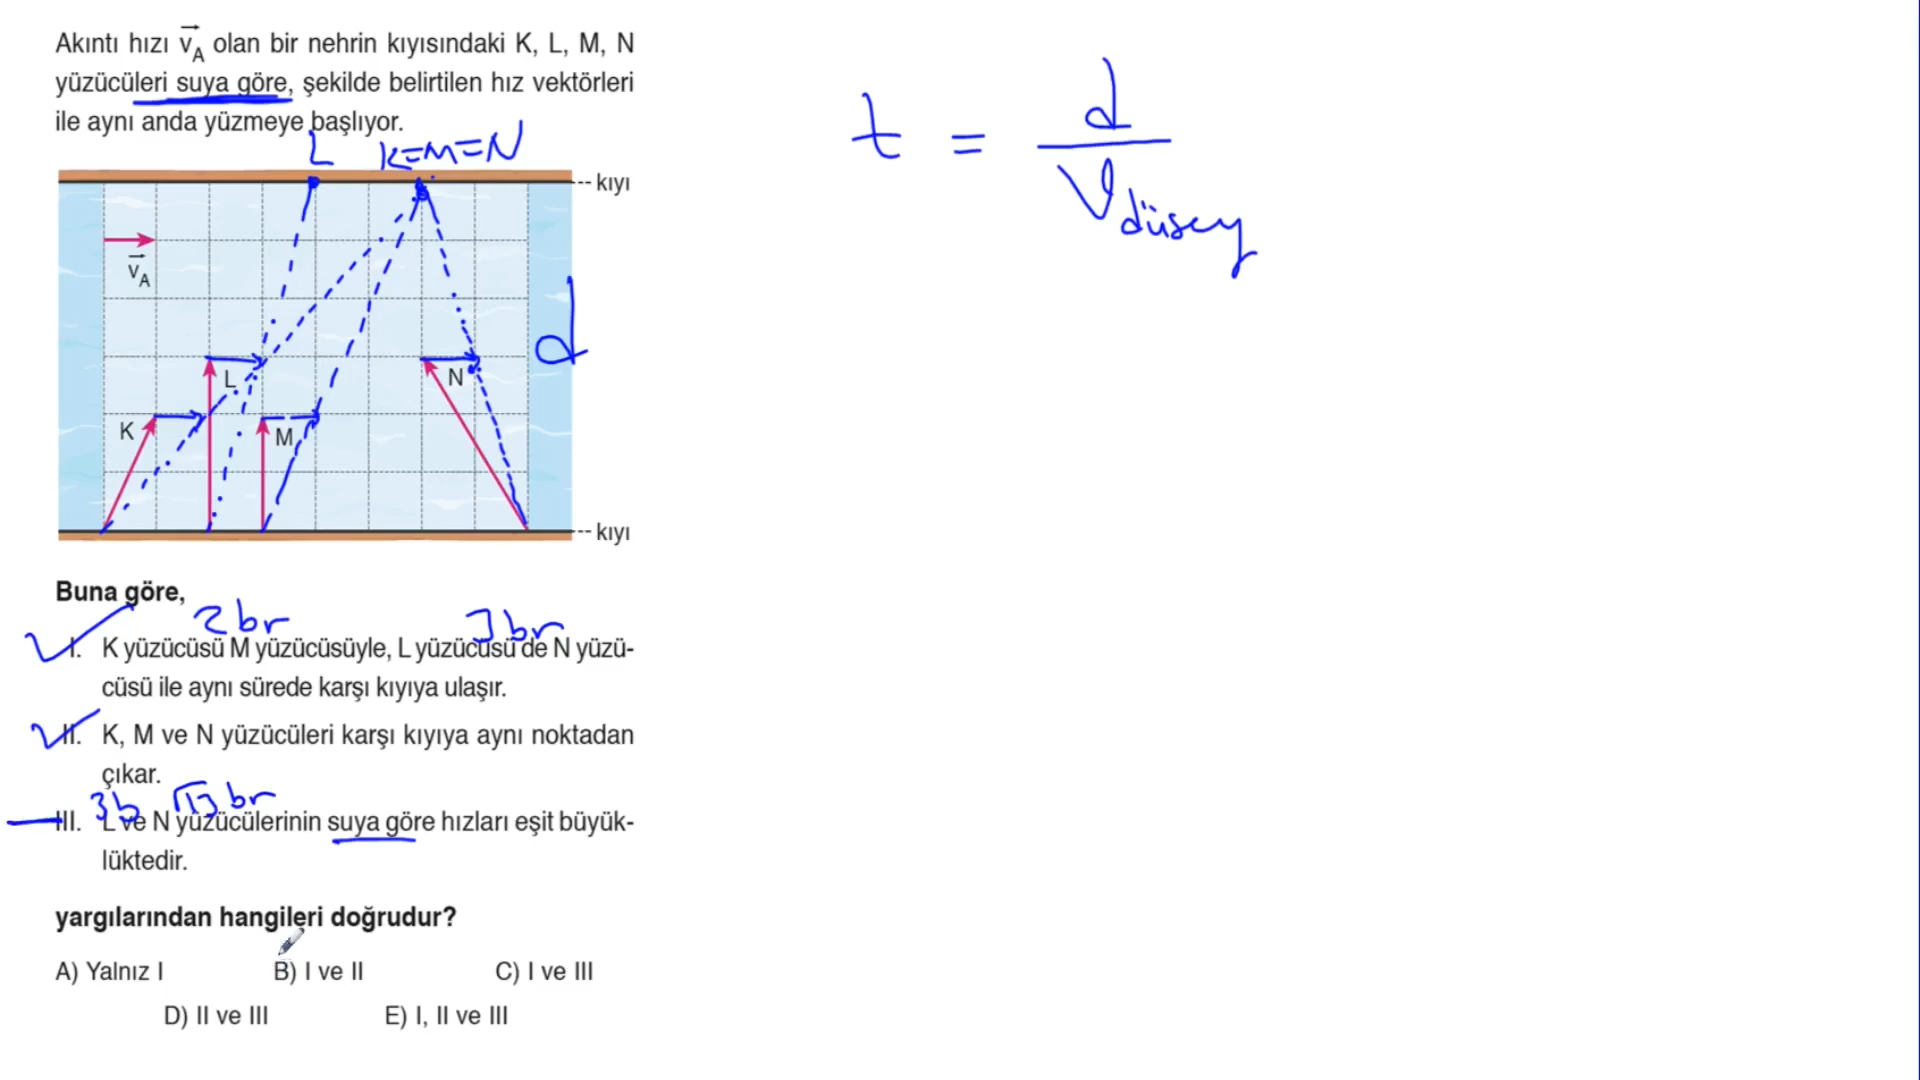 Akıntı hızı v⃗A olan bir nehrin kıyısındaki K, L, M, N
yüzücüleri suya göre, şekilde belirtilen hız vektörleri
ile aynı anda yüzmeye başlıyor.
L K=M=N
kıyı
v⃗A
d
L
N
K
M
kıyı
t = d / Vdüşey
Buna göre,
2br 3br
I. K yüzücüsü M yüzücüsüyle, L yüzücüsü de N yüzü-
cüsü ile aynı sürede karşı kıyıya ulaşır.
II. K, M ve N yüzücüleri karşı kıyıya aynı noktadan
çıkar.
3b √13 br
III. L ve N yüzücülerinin suya göre hızları eşit büyük-
lüktedir.
yargılarından hangileri doğrudur?
A) Yalnız I B) I ve II C) I ve III
D) II ve III E) I, II ve III